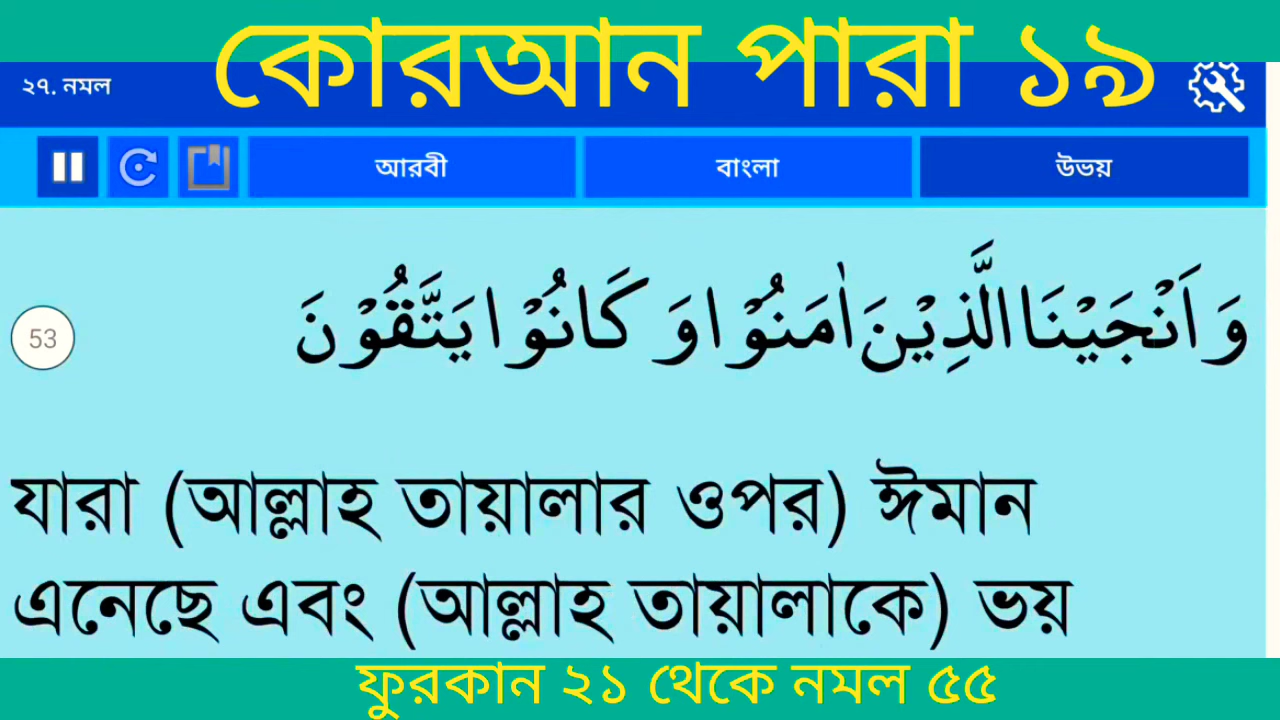 কোরআন পারা ১৯
২৭. নমল
আরবী বাংলা উভয়
وَ اَنْجَيْنَا الَّذِيْنَ اٰمَنُوْا وَ كَانُوْا يَتَّقُوْنَ
53
যারা (আল্লাহ তায়ালার ওপর) ঈমান
এনেছে এবং (আল্লাহ তায়ালাকে) ভয়
ফুরকান ২১ থেকে নমল ৫৫